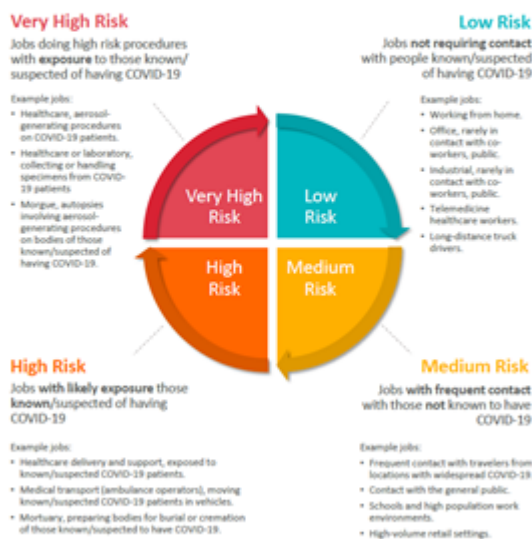 Very High Risk
Jobs doing high risk procedures
with exposure to those known/
suspected of having COVID-19
Example jobs:
• Healthcare, aerosol-
generating procedures
on COVID-19 patients.
• Healthcare or laboratory,
collecting or handling
specimens from COVID-
19 patients
• Morgue, autopsies
involving aerosol-
generating procedures
on bodies of those
known/suspected of
having COVID-19.
Low Risk
Jobs not requiring contact
with people known/suspected
of having COVID-19
Example jobs:
• Working from home.
• Office, rarely in
contact with co-
workers, public.
• Industrial, rarely in
contact with co-
workers, public.
• Telemedicine
healthcare workers.
• Long-distance truck
drivers.
Very High
Risk
Low
Risk
High
Risk
Medium
Risk
High Risk
Jobs with likely exposure those
known/suspected of having
COVID-19
Example jobs:
• Healthcare delivery and support, exposed to
known/suspected COVID-19 patients.
• Medical transport (ambulance operators), moving
known/suspected COVID-19 patients in vehicles.
• Mortuary, preparing bodies for burial or cremation
of those known/suspected to have COVID-19.
Medium Risk
Jobs with frequent contact
with those not known to have
COVID-19
Example jobs:
• Frequent contact with travelers from
locations with widespread COVID-19
• Contact with the general public.
• Schools and high population work
environments.
• High-volume retail settings.